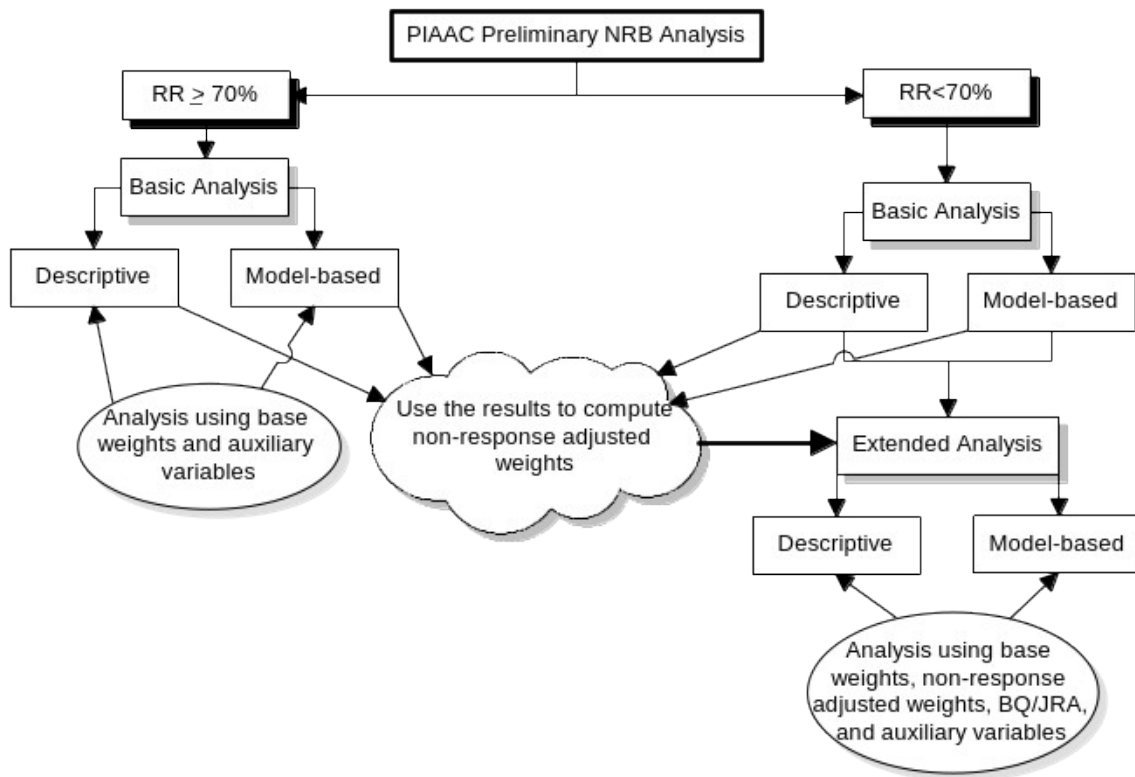 PIAAC Preliminary NRB Analysis
RR ≥ 70%
RR<70%
Basic Analysis
Basic Analysis
Descriptive
Model-based
Descriptive
Model-based
Analysis using base
weights and auxiliary
variables
Use the results to compute
non-response adjusted
weights
Extended Analysis
Descriptive
Model-based
Analysis using base
weights, non-response
adjusted weights, BQ/JRA,
and auxiliary variables